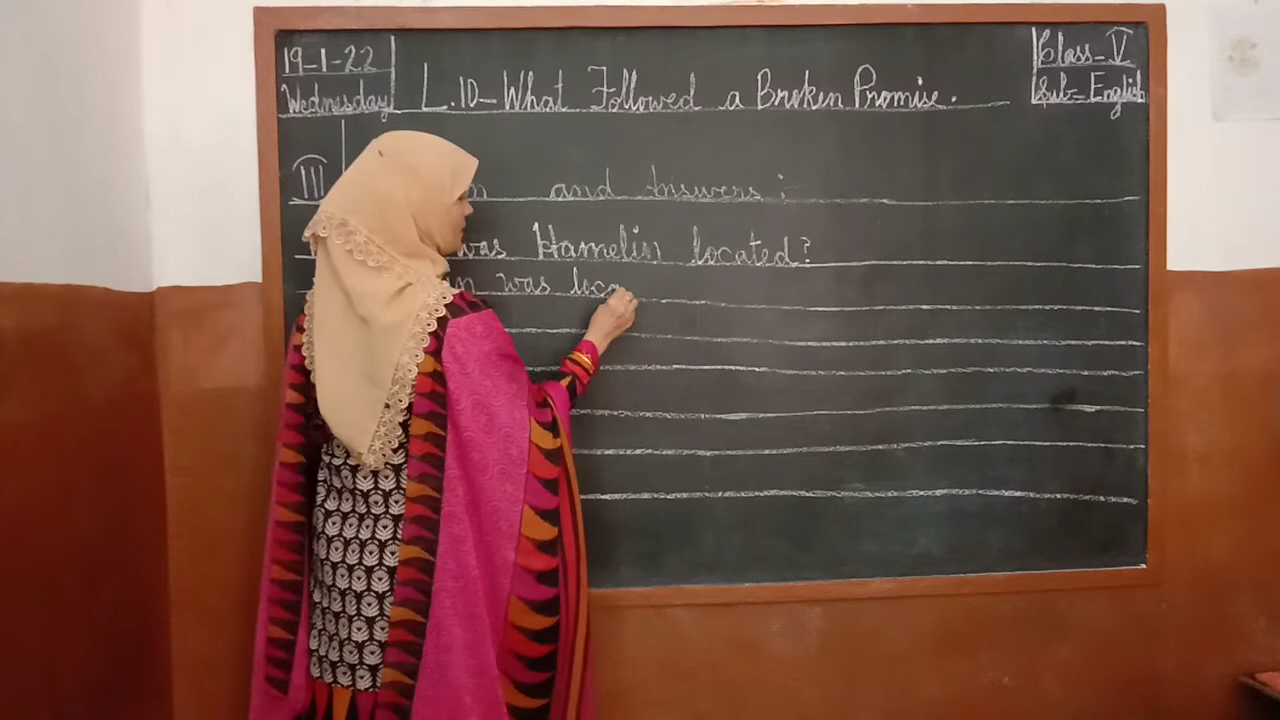 19-1-22
Wednesday
L.10-What Followed a Broken Promise.
Class-V
Sub-English
III
and Answers:
was Hamelin located?
was loca